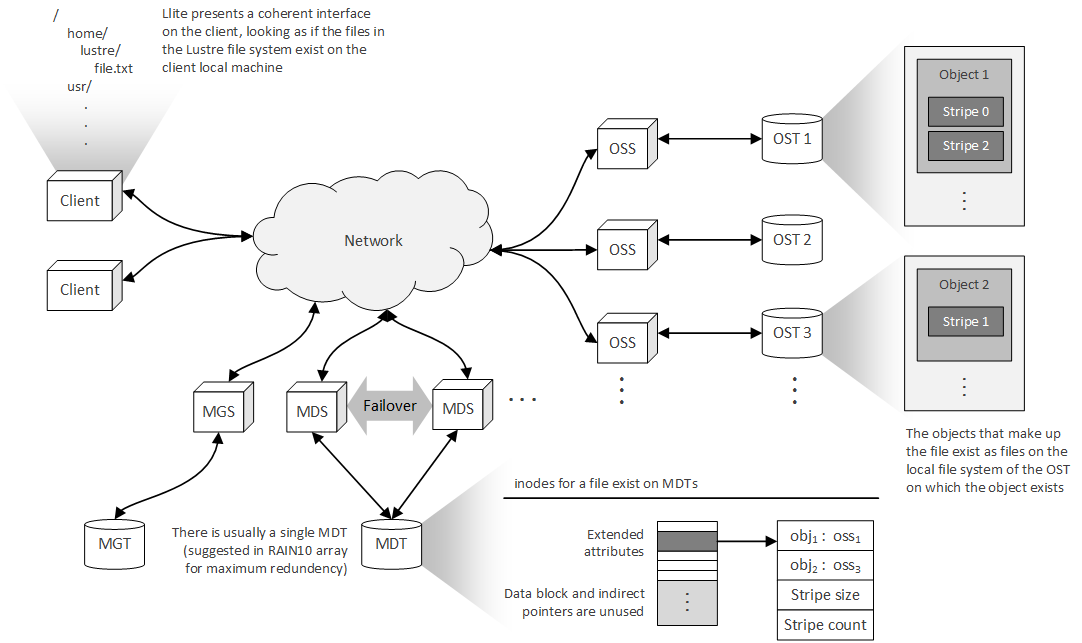 /
home/
lustre/
file.txt
usr/
.
.
.
Llite presents a coherent interface
on the client, looking as if the files in
the Lustre file system exist on the
client local machine
Client
Client
Network
OSS
OSS
OSS
OST 1
OST 2
OST 3
Object 1
Stripe 0
Stripe 2
Object 2
Stripe 1
The objects that make up
the file exist as files on the
local file system of the OST
on which the object exists
MGS
MDS
Failover
MDS
. . .
MGT
There is usually a single MDT
(suggested in RAIN10 array
for maximum redundency)
MDT
inodes for a file exist on MDTs
Extended
attributes
Data block and indirect
pointers are unused
obj₁ : oss₁
obj₂ : oss₃
Stripe size
Stripe count